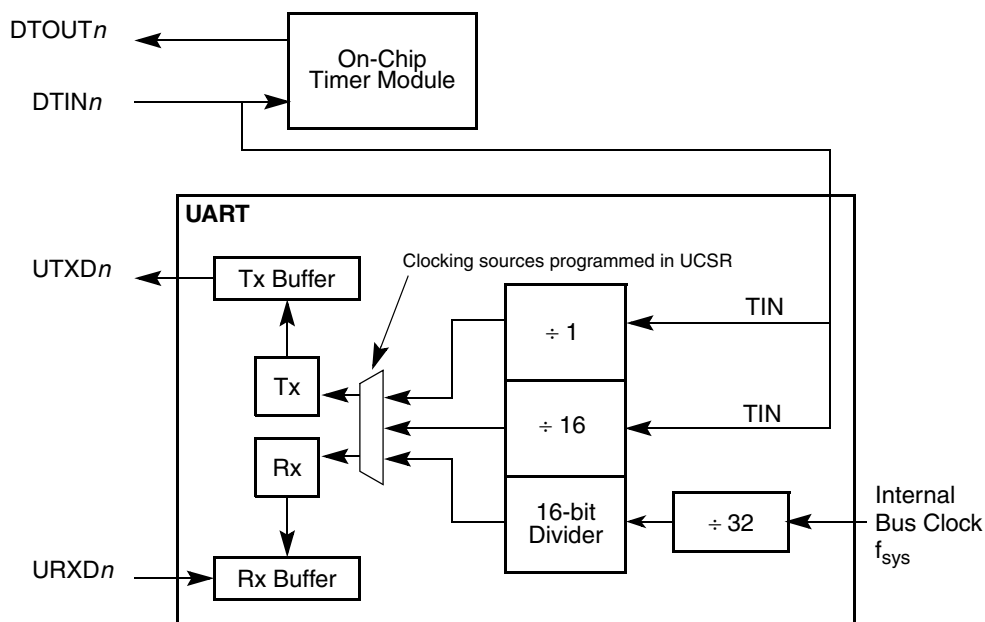 DTOUTn
On-Chip
Timer Module
DTINn
UART
UTXDn
Tx Buffer
Clocking sources programmed in UCSR
÷ 1
TIN
Tx
÷ 16
TIN
Rx
16-bit
Divider
÷ 32
Internal
Bus Clock
fsys
URXDn
Rx Buffer